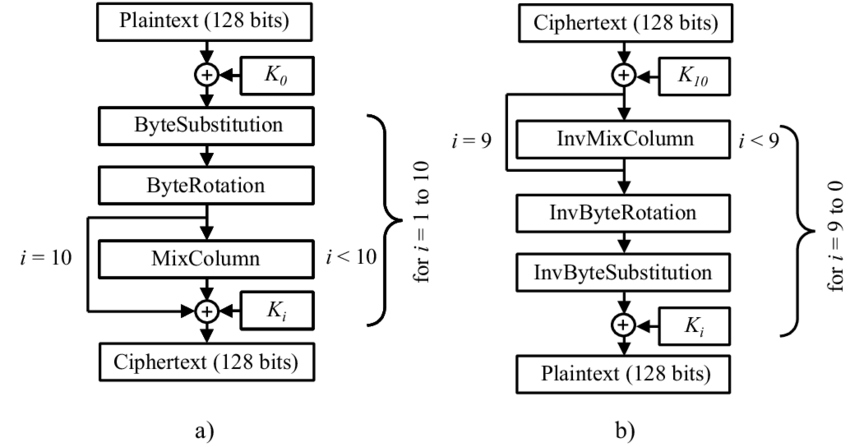 Plaintext (128 bits)
K0
ByteSubstitution
ByteRotation
i = 10
MixColumn
i < 10
Ki
Ciphertext (128 bits)
for i = 1 to 10
a)
Ciphertext (128 bits)
K10
i = 9
InvMixColumn
i < 9
InvByteRotation
InvByteSubstitution
Ki
Plaintext (128 bits)
for i = 9 to 0
b)